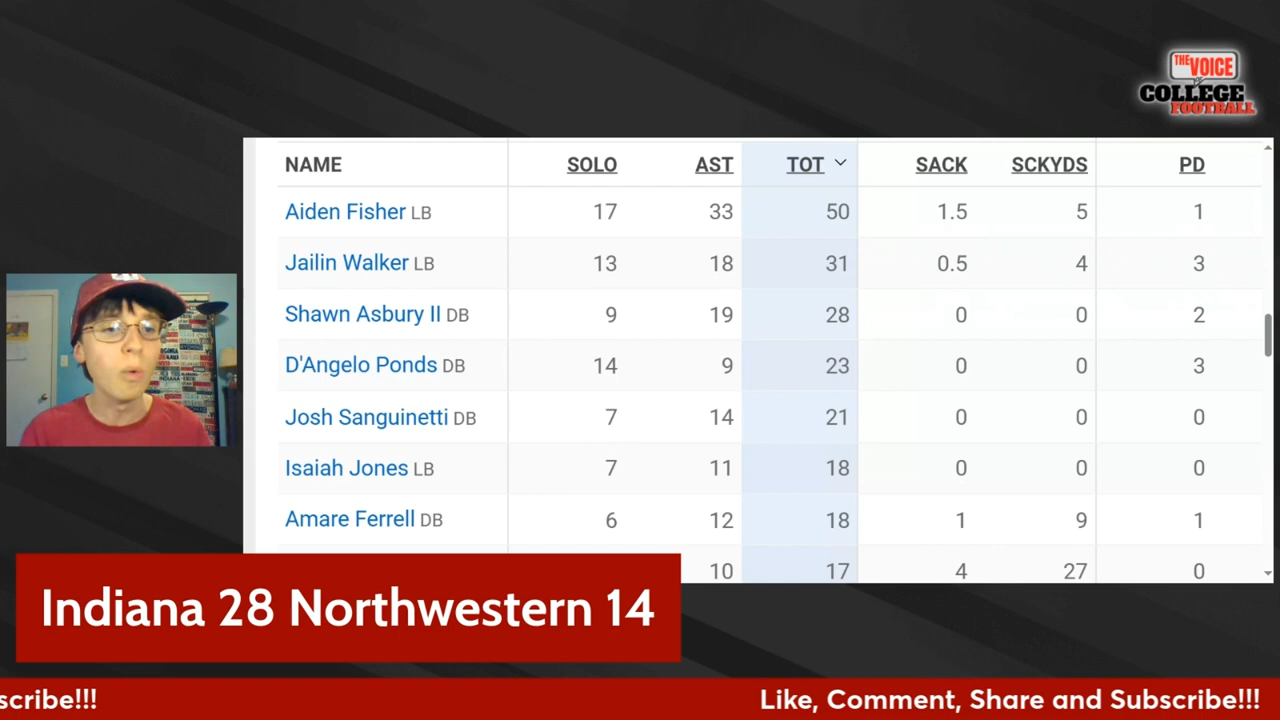 THE VOICE
OF
COLLEGE
FOOTBALL
NAME SOLO AST TOT SACK SCKYDS PD
Aiden Fisher LB 17 33 50 1.5 5 1
Jailin Walker LB 13 18 31 0.5 4 3
Shawn Asbury II DB 9 19 28 0 0 2
D'Angelo Ponds DB 14 9 23 0 0 3
Josh Sanguinetti DB 7 14 21 0 0 0
Isaiah Jones LB 7 11 18 0 0 0
Amare Ferrell DB 6 12 18 1 9 1
10 17 4 27 0
Indiana 28 Northwestern 14
scribe!!! Like, Comment, Share and Subscribe!!!